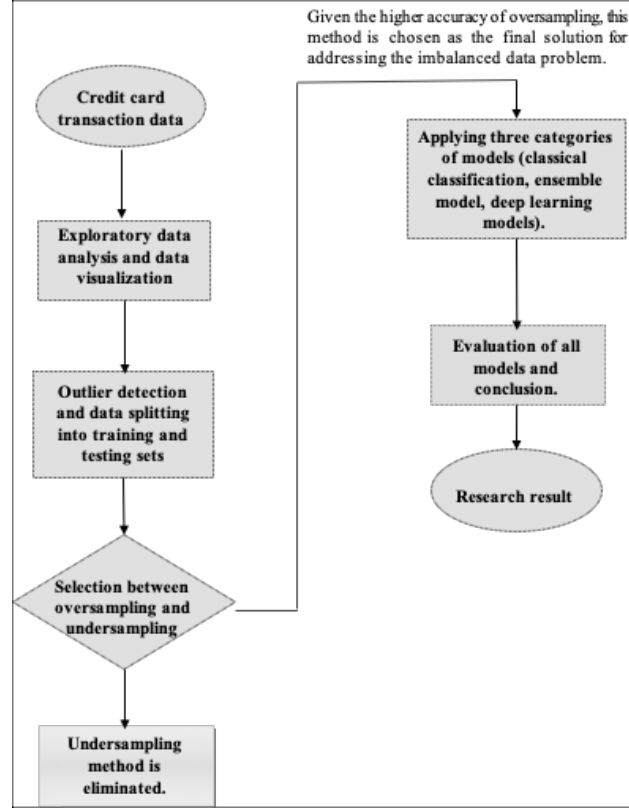 Given the higher accuracy of oversampling, this
method is chosen as the final solution for
addressing the imbalanced data problem.
Credit card
transaction data
Exploratory data
analysis and data
visualization
Outlier detection
and data splitting
into training and
testing sets
Selection between
oversampling and
undersampling
Undersampling
method is
eliminated.
Applying three categories
of models (classical
classification, ensemble
model, deep learning
models).
Evaluation of all
models and
conclusion.
Research result